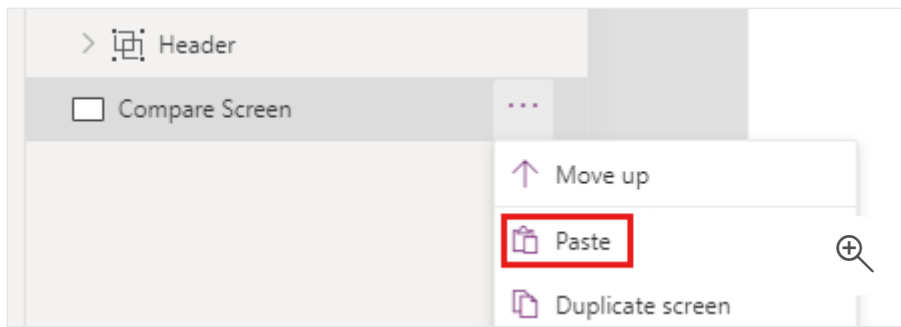 Header
Compare Screen
Move up
Paste
Duplicate screen